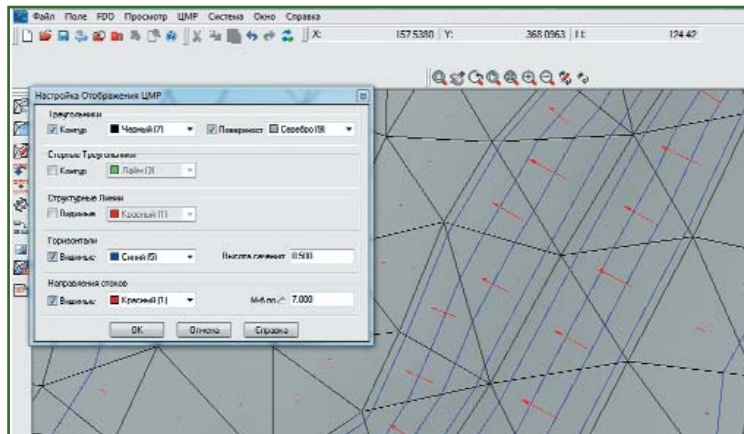 Файл Поле FDO Просмотр ЦМР Система Окно Справка
X: 157.5380 Y: 368.0963 H: 124.42
Настройка Отображения ЦМР
Треугольники
Контур Черный (7) Поверхност Серебро (9)
Старые Треугольники
Контур Лайм (3)
Структурные Линии
Видимые Красный (1)
Горизонтали
Видимые Синий (5) Высота сечения: 0.500
Направления стоков
Видимые Красный (1) М-б по 7.000
OK Отмена Справка